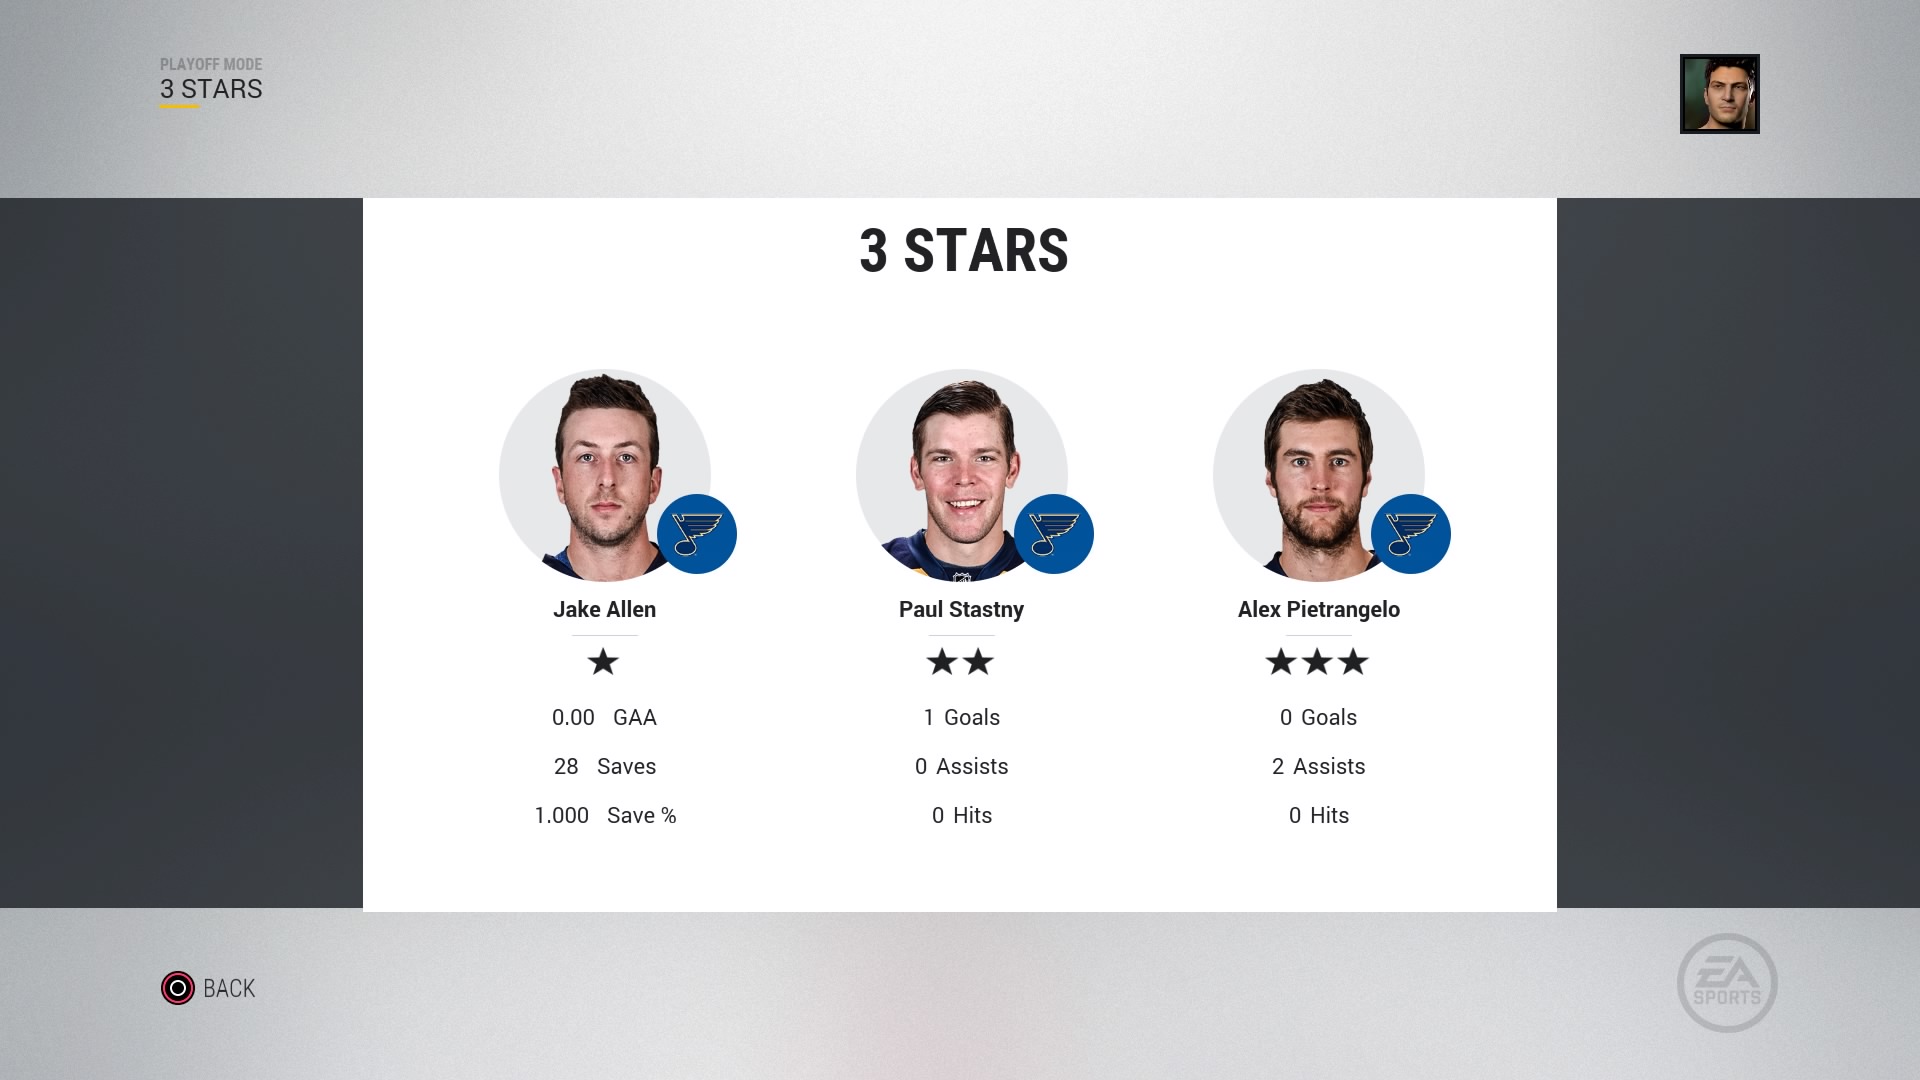 PLAYOFF MODE
3 STARS
3 STARS
Jake Allen
Paul Stastny
Alex Pietrangelo
0.00 GAA
1 Goals
0 Goals
28 Saves
0 Assists
2 Assists
1.000 Save %
0 Hits
0 Hits
BACK
EA
SPORTS